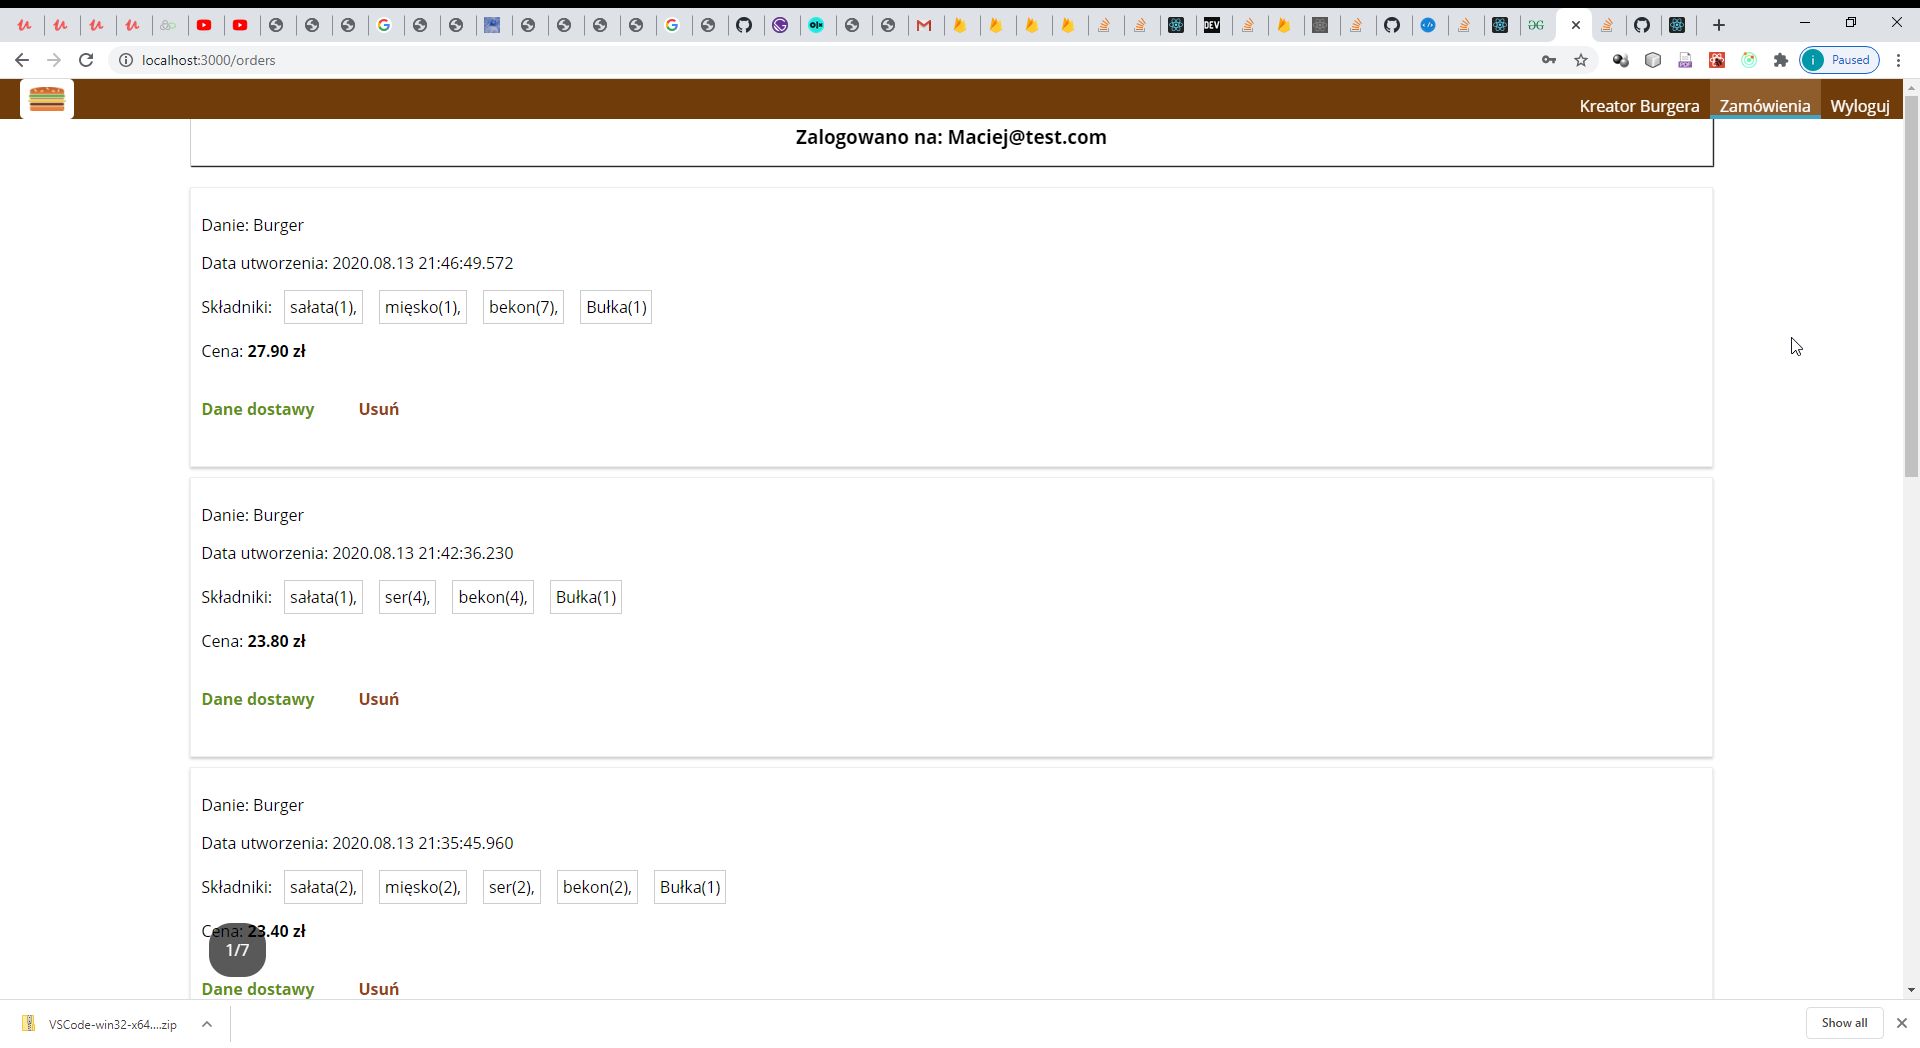 localhost:3000/orders
Paused
Kreator Burgera
Zamówienia
Wyloguj
Zalogowano na: Maciej@test.com
Danie: Burger
Data utworzenia: 2020.08.13 21:46:49.572
Składniki: sałata(1), mięsko(1), bekon(7), Bułka(1)
Cena: 27.90 zł
Dane dostawy Usuń
Danie: Burger
Data utworzenia: 2020.08.13 21:42:36.230
Składniki: sałata(1), ser(4), bekon(4), Bułka(1)
Cena: 23.80 zł
Dane dostawy Usuń
Danie: Burger
Data utworzenia: 2020.08.13 21:35:45.960
Składniki: sałata(2), mięsko(2), ser(2), bekon(2), Bułka(1)
Cena: 23.40 zł
1/7
Dane dostawy Usuń
VSCode-win32-x64....zip
Show all